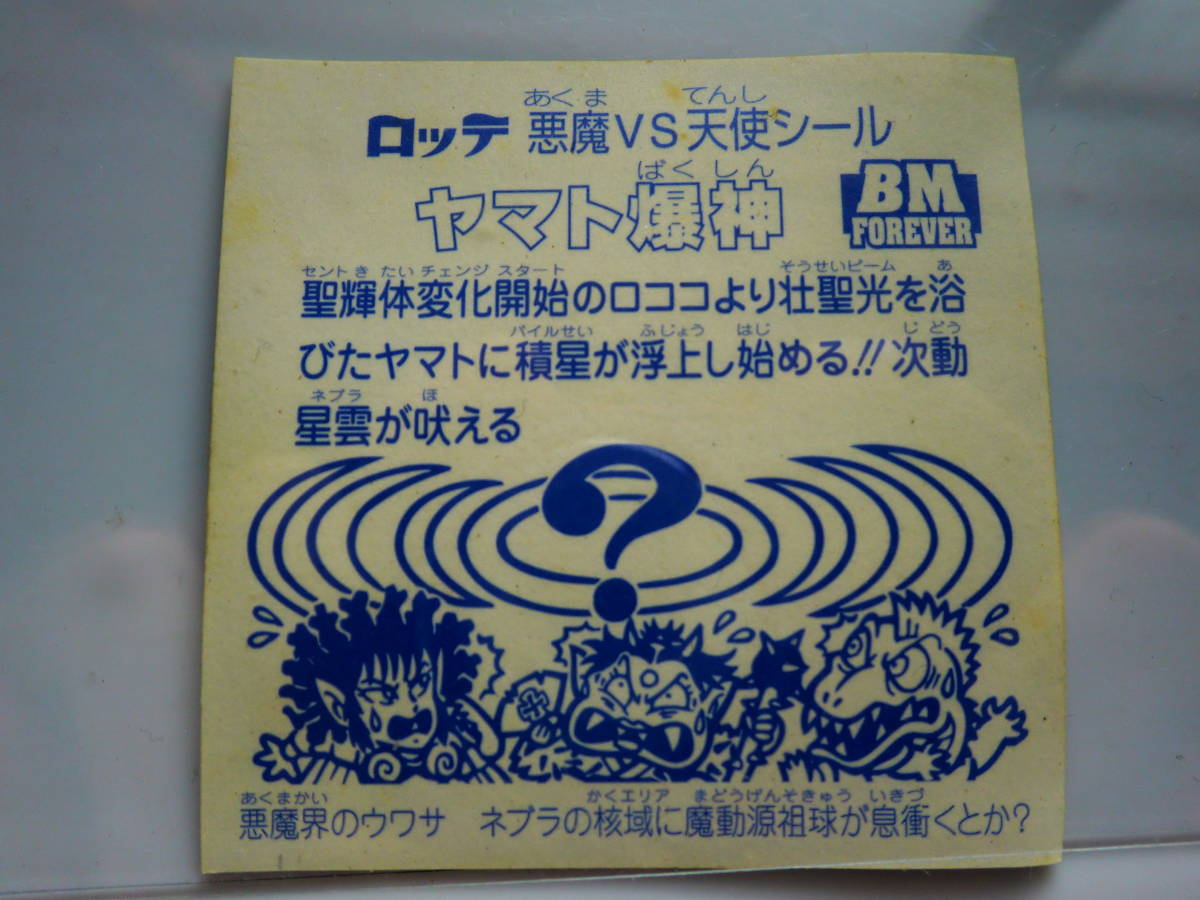 あくま てんし
ロッテ 悪魔VS天使シール
ばくしん
ヤマト爆神
BM
FOREVER
セント き たい チェンジ スタート そうせいビーム あ
聖輝体変化開始のロココより壮聖光を浴
パイルせい ふじょう はじ じ どう
びたヤマトに積星が浮上し始める!!次動
ネブラ ほ
星雲が吠える
?
あくまかい かくエリア まどうげんそきゅう いきづ
悪魔界のウワサ ネブラの核域に魔動源祖球が息衝くとか?